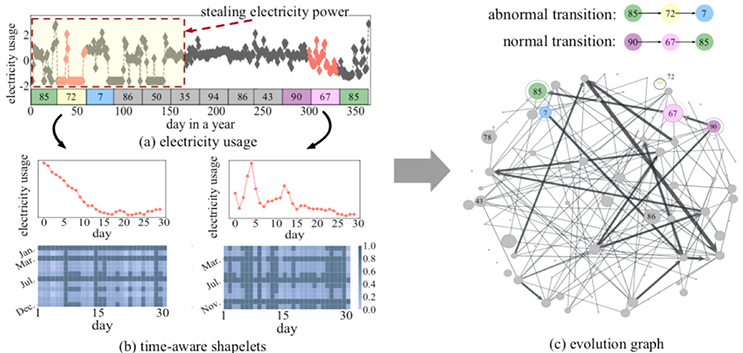 stealing electricity power
electricity usage
2
0
-2
85 72 7 86 50 35 94 86 43 90 67 85
0 50 100 150 200 250 300 350
day in a year
(a) electricity usage
electricity usage
0 5 10 15 20 25 30
day
electricity usage
0 5 10 15 20 25 30
day
Jan.
Mar.
Jul.
Dec.
1 15 30
day
Mar.
Jul.
Nov.
1 15 30
day
1.0
0.8
0.6
0.4
0.2
0.0
(b) time-aware shapelets
abnormal transition: 85 72 7
normal transition: 90 67 85
72
85
7
67
90
78
43
86
(c) evolution graph